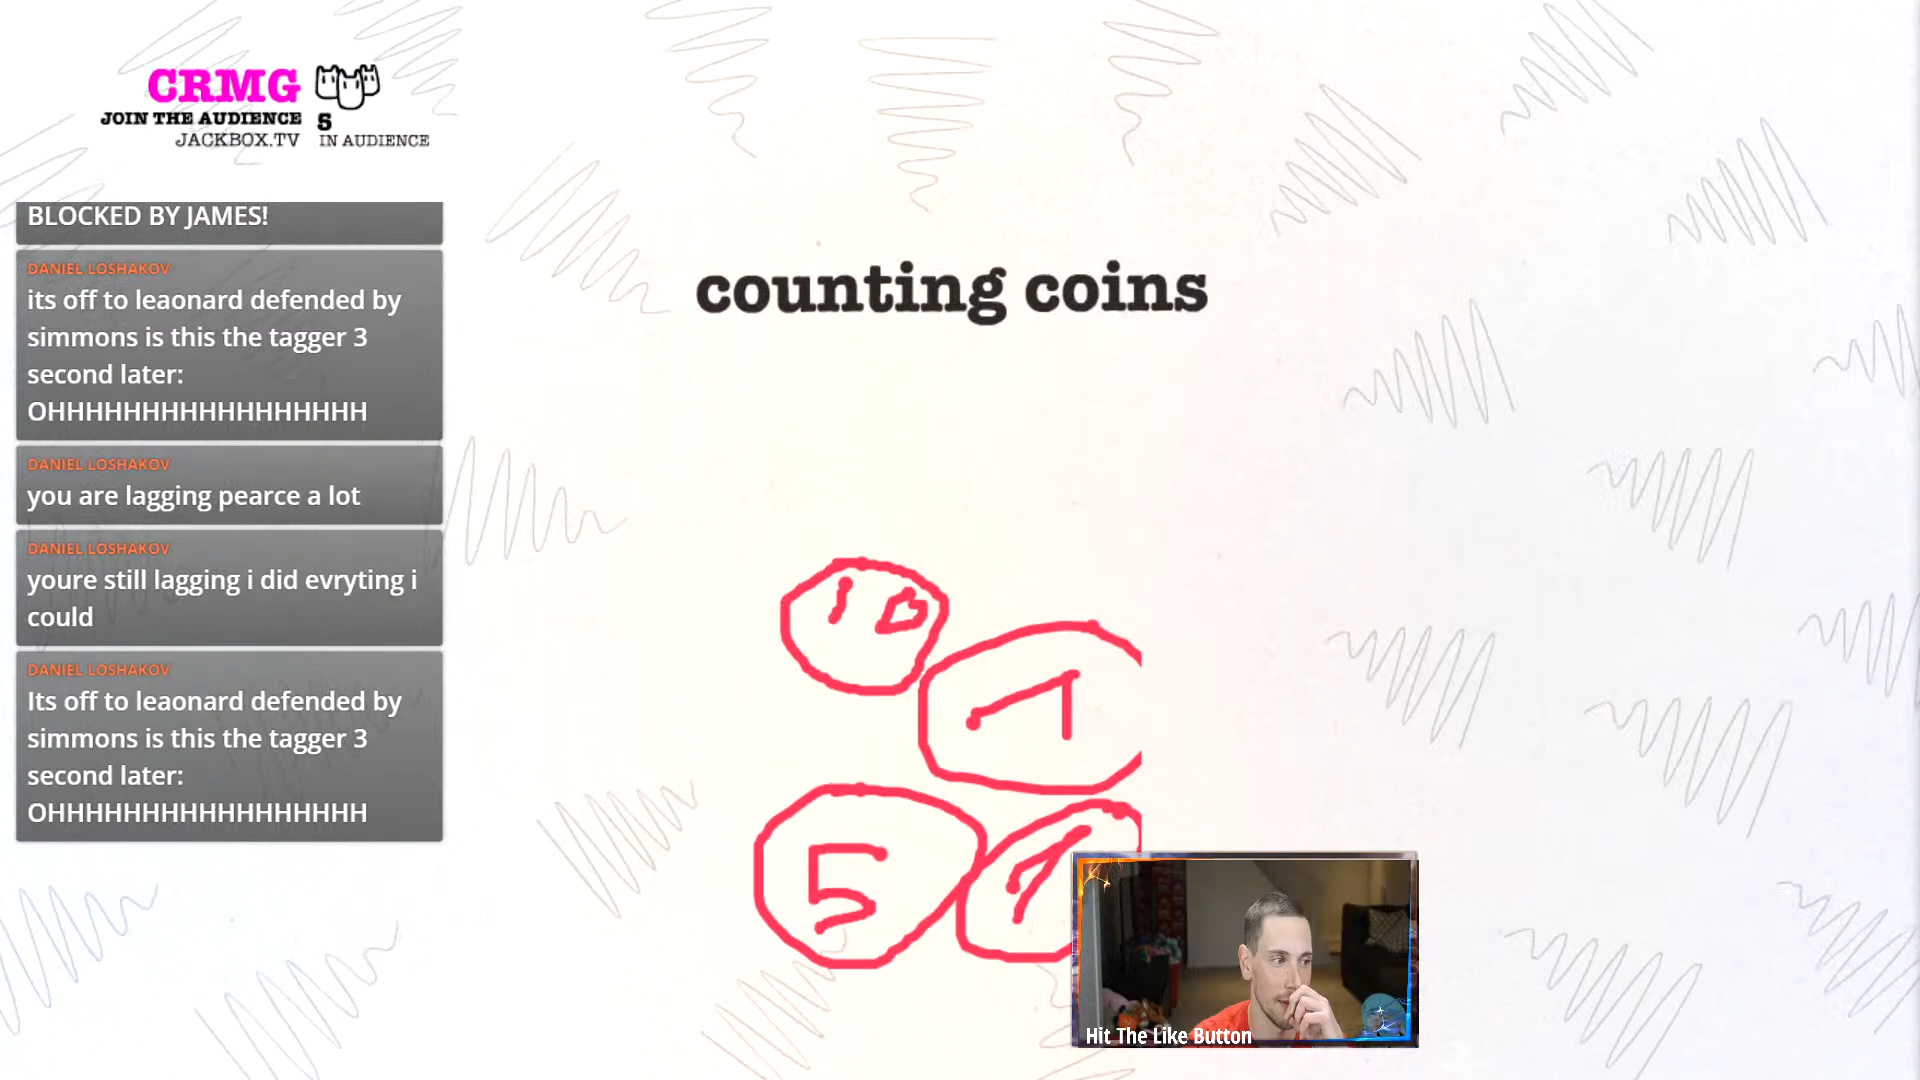 CRMG
JOIN THE AUDIENCE
JACKBOX.TV
5
IN AUDIENCE
BLOCKED BY JAMES!
DANIEL LOSHAKOV
its off to leaonard defended by
simmons is this the tagger 3
second later:
OHHHHHHHHHHHHHHHHH
DANIEL LOSHAKOV
you are lagging pearce a lot
DANIEL LOSHAKOV
youre still lagging i did evryting i
could
DANIEL LOSHAKOV
Its off to leaonard defended by
simmons is this the tagger 3
second later:
OHHHHHHHHHHHHHHHHH
counting coins
10
1
5
1
Hit The Like Button